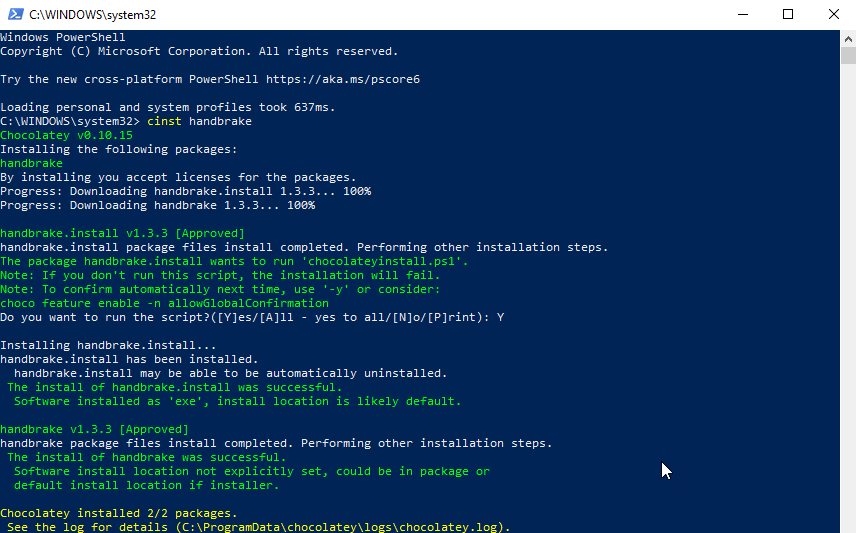 C:\WINDOWS\system32
Windows PowerShell
Copyright (C) Microsoft Corporation. All rights reserved.
Try the new cross-platform PowerShell https://aka.ms/pscore6
Loading personal and system profiles took 637ms.
C:\WINDOWS\system32> cinst handbrake
Chocolatey v0.10.15
Installing the following packages:
handbrake
By installing you accept licenses for the packages.
Progress: Downloading handbrake.install 1.3.3... 100%
Progress: Downloading handbrake 1.3.3... 100%
handbrake.install v1.3.3 [Approved]
handbrake.install package files install completed. Performing other installation steps.
The package handbrake.install wants to run 'chocolateyinstall.ps1'.
Note: If you don't run this script, the installation will fail.
Note: To confirm automatically next time, use '-y' or consider:
choco feature enable -n allowGlobalConfirmation
Do you want to run the script?([Y]es/[A]ll - yes to all/[N]o/[P]rint): Y
Installing handbrake.install...
handbrake.install has been installed.
  handbrake.install may be able to be automatically uninstalled.
 The install of handbrake.install was successful.
  Software installed as 'exe', install location is likely default.
handbrake v1.3.3 [Approved]
handbrake package files install completed. Performing other installation steps.
 The install of handbrake was successful.
  Software install location not explicitly set, could be in package or
  default install location if installer.
Chocolatey installed 2/2 packages.
 See the log for details (C:\ProgramData\chocolatey\logs\chocolatey.log).